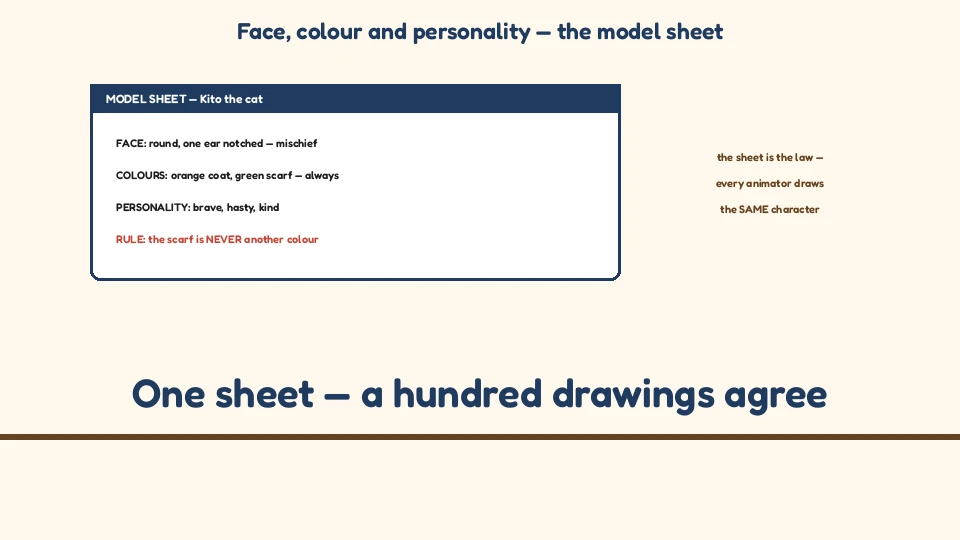 Face, colour and personality — the model sheet
MODEL SHEET — Kito the cat
FACE: round, one ear notched — mischief
COLOURS: orange coat, green scarf — always
PERSONALITY: brave, hasty, kind
RULE: the scarf is NEVER another colour
the sheet is the law —
every animator draws
the SAME character
One sheet — a hundred drawings agree